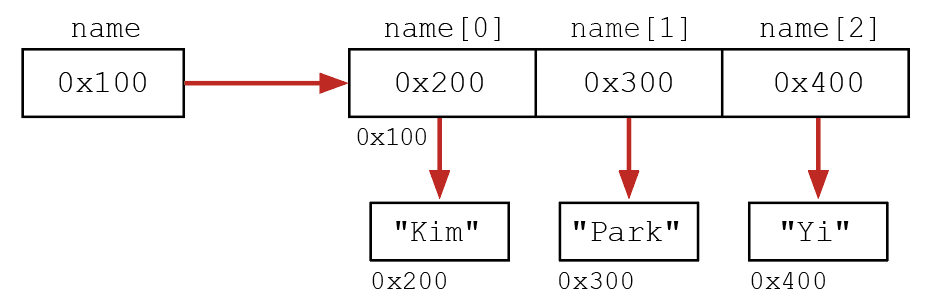 name name[0] name[1] name[2]
0x100 0x200 0x300 0x400
0x100
"Kim" "Park" "Yi"
0x200 0x300 0x400